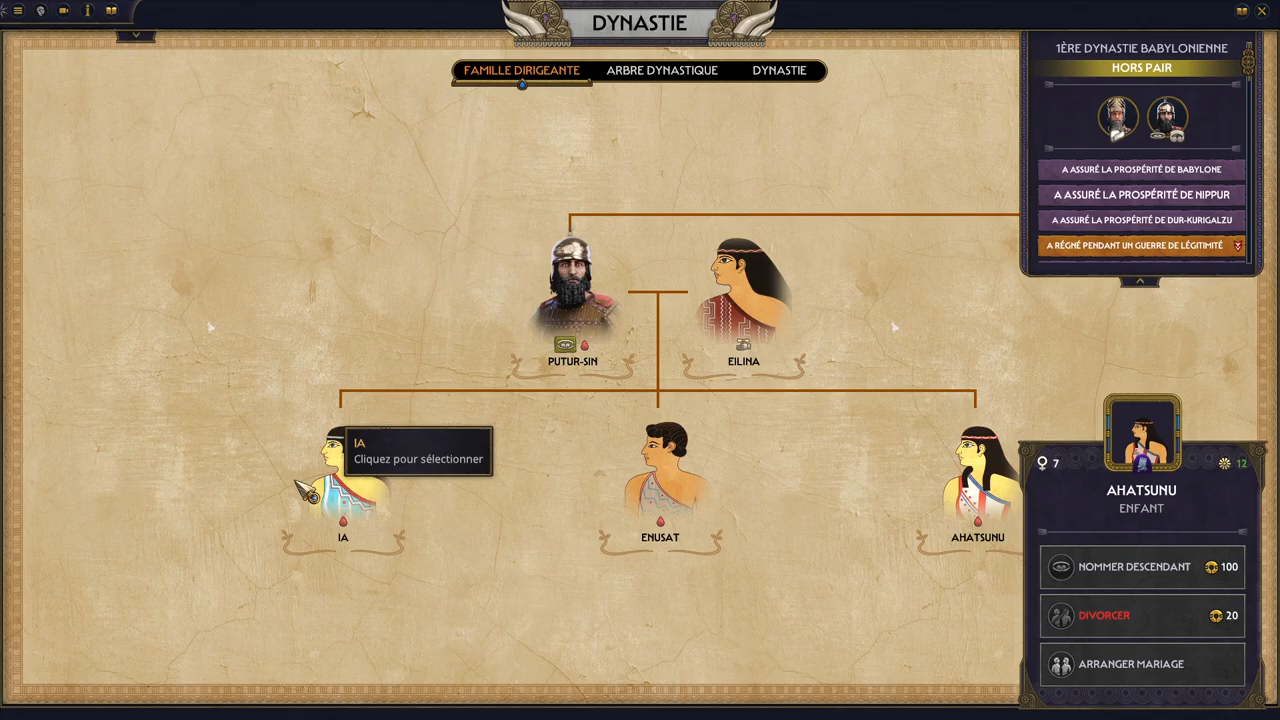 DYNASTIE
FAMILLE DIRIGEANTE
ARBRE DYNASTIQUE
DYNASTIE
1ÈRE DYNASTIE BABYLONIENNE
HORS PAIR
A ASSURÉ LA PROSPÉRITÉ DE BABYLONE
A ASSURÉ LA PROSPÉRITÉ DE NIPPUR
A ASSURÉ LA PROSPÉRITÉ DE DUR-KURIGALZU
A RÉGNÉ PENDANT UN GUERRE DE LÉGITIMITÉ
PUTUR-SIN
EILINA
IA
Cliquez pour sélectionner
IA
ENUSAT
AHATSUNU
7
12
AHATSUNU
ENFANT
NOMMER DESCENDANT 100
DIVORCER 20
ARRANGER MARIAGE